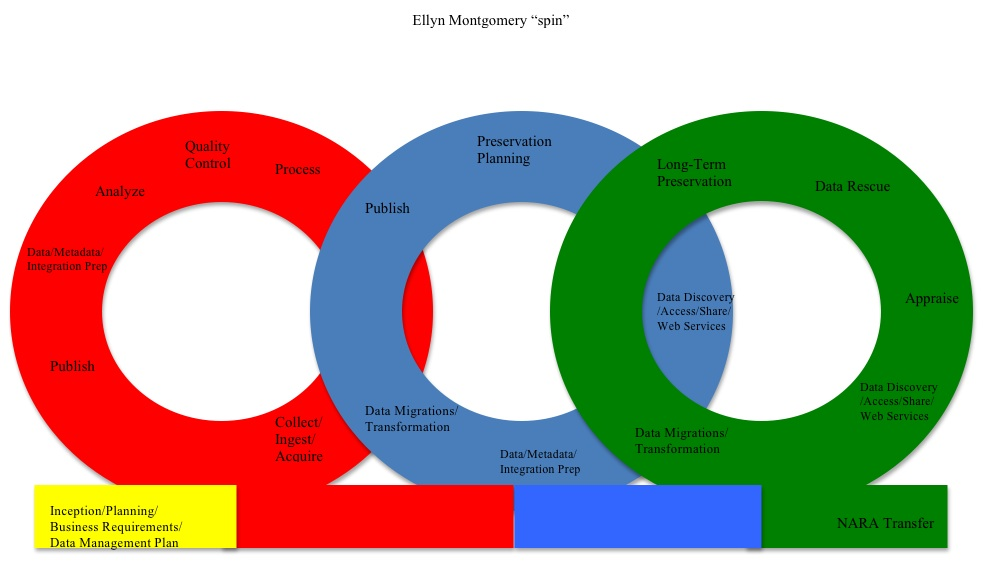 Ellyn Montgomery “spin”
Quality
Control
Process
Analyze
Data/Metadata/
Integration Prep
Publish
Collect/
Ingest/
Acquire
Preservation
Planning
Publish
Data Discovery
/Access/Share/
Web Services
Data Migrations/
Transformation
Data/Metadata/
Integration Prep
Long-Term
Preservation
Data Rescue
Appraise
Data Discovery
/Access/Share/
Web Services
Data Migrations/
Transformation
Inception/Planning/
Business Requirements/
Data Management Plan
NARA Transfer